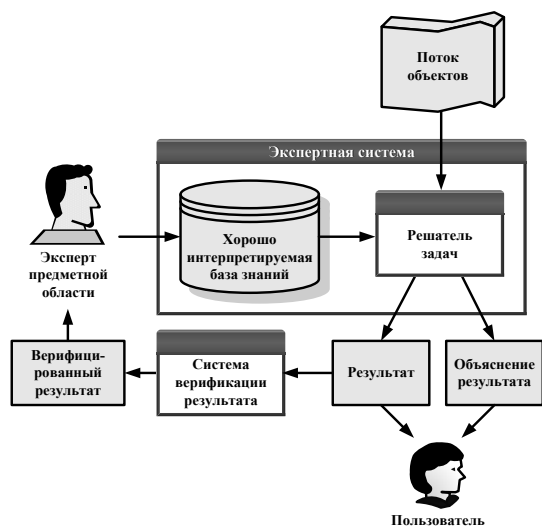 Поток
объектов
Экспертная система
Хорошо
интерпретируемая
база знаний
Решатель
задач
Эксперт
предметной
области
Верифици-
рованный
результат
Система
верификации
результата
Результат
Объяснение
результата
Пользователь